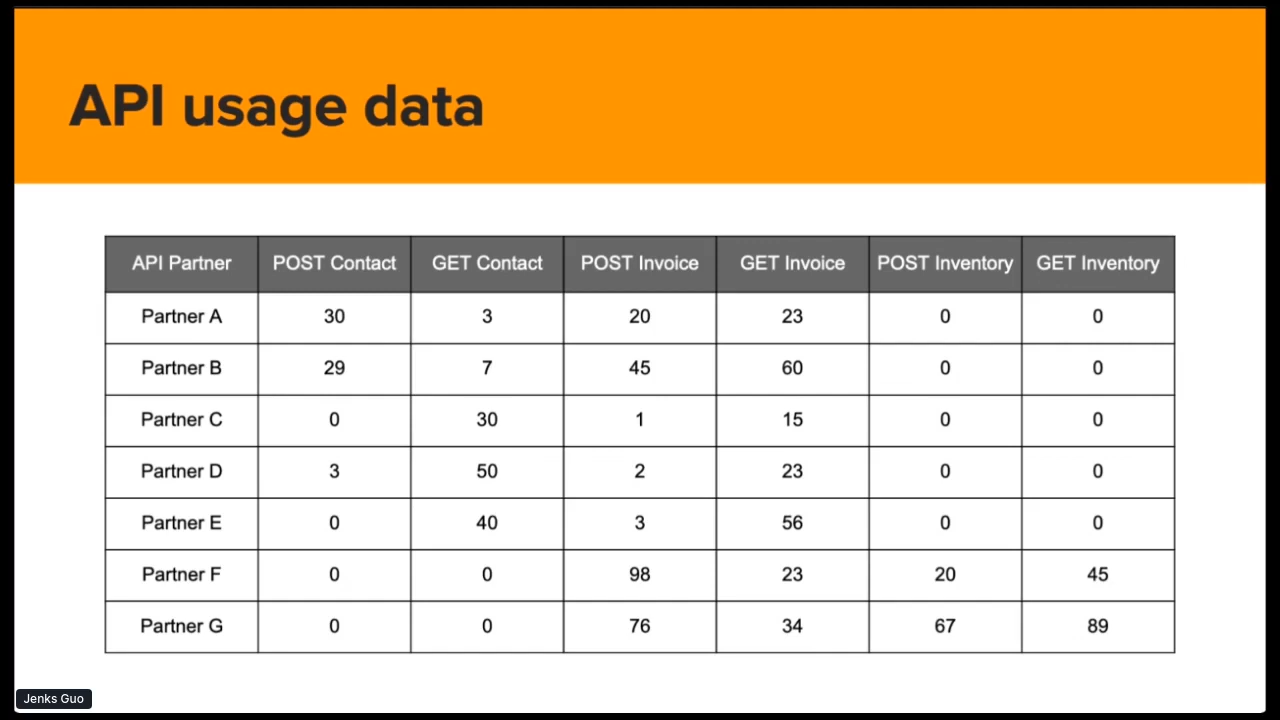 API usage data
API Partner POST Contact GET Contact POST Invoice GET Invoice POST Inventory GET Inventory
Partner A 30 3 20 23 0 0
Partner B 29 7 45 60 0 0
Partner C 0 30 1 15 0 0
Partner D 3 50 2 23 0 0
Partner E 0 40 3 56 0 0
Partner F 0 0 98 23 20 45
Partner G 0 0 76 34 67 89
Jenks Guo